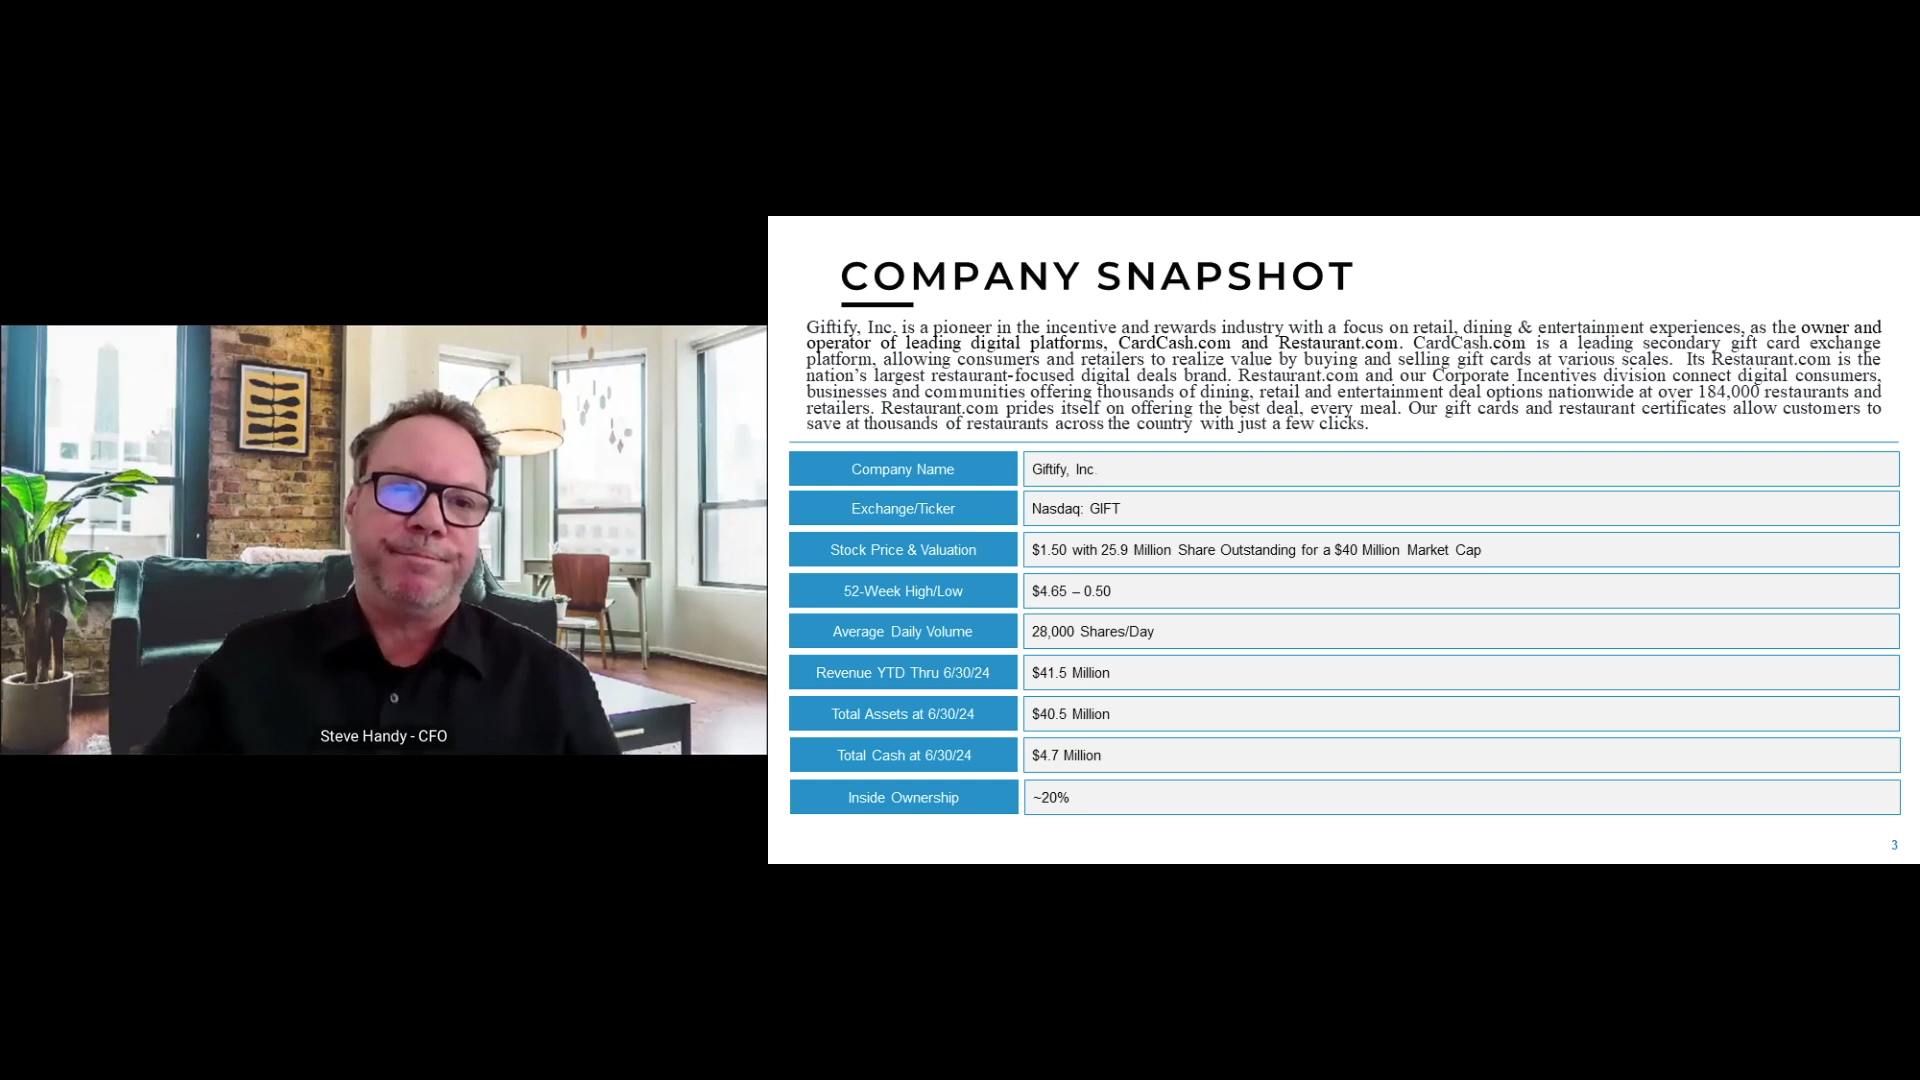 Steve Handy - CFO
COMPANY SNAPSHOT
Giftify, Inc. is a pioneer in the incentive and rewards industry with a focus on retail, dining & entertainment experiences, as the owner and
operator of leading digital platforms, CardCash.com and Restaurant.com. CardCash.com is a leading secondary gift card exchange
platform, allowing consumers and retailers to realize value by buying and selling gift cards at various scales. Its Restaurant.com is the
nation’s largest restaurant-focused digital deals brand. Restaurant.com and our Corporate Incentives division connect digital consumers,
businesses and communities offering thousands of dining, retail and entertainment deal options nationwide at over 184,000 restaurants and
retailers. Restaurant.com prides itself on offering the best deal, every meal. Our gift cards and restaurant certificates allow customers to
save at thousands of restaurants across the country with just a few clicks.
Company Name Giftify, Inc.
Exchange/Ticker Nasdaq: GIFT
Stock Price & Valuation $1.50 with 25.9 Million Share Outstanding for a $40 Million Market Cap
52-Week High/Low $4.65 – 0.50
Average Daily Volume 28,000 Shares/Day
Revenue YTD Thru 6/30/24 $41.5 Million
Total Assets at 6/30/24 $40.5 Million
Total Cash at 6/30/24 $4.7 Million
Inside Ownership ~20%
3